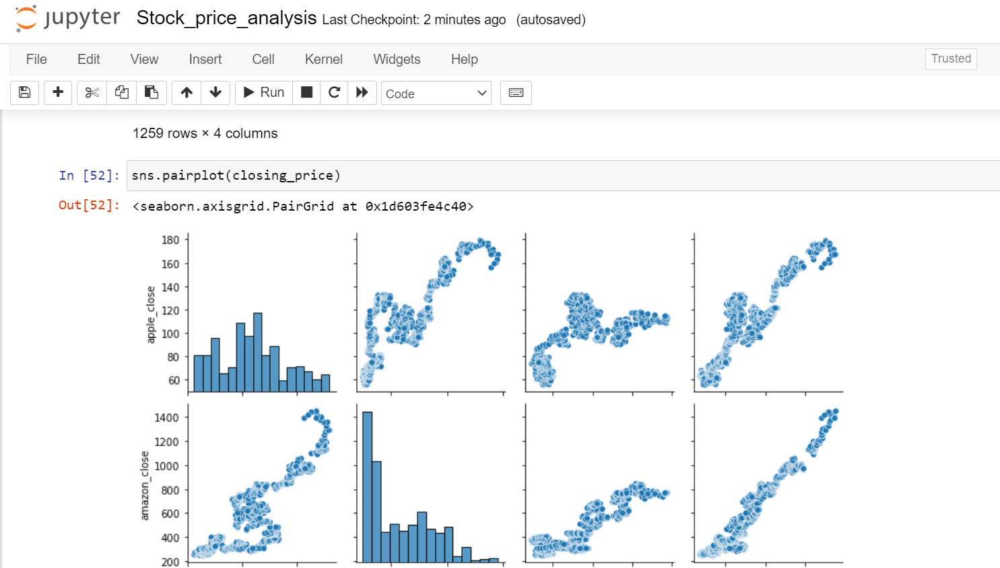 jupyter Stock_price_analysis Last Checkpoint: 2 minutes ago (autosaved)
File Edit View Insert Cell Kernel Widgets Help Trusted
Run Code
1259 rows × 4 columns
In [52]: sns.pairplot(closing_price)
Out[52]: <seaborn.axisgrid.PairGrid at 0x1d603fe4c40>
180
160
140
120
100
80
60
apple_close
1400
1200
1000
800
600
400
200
amazon_close